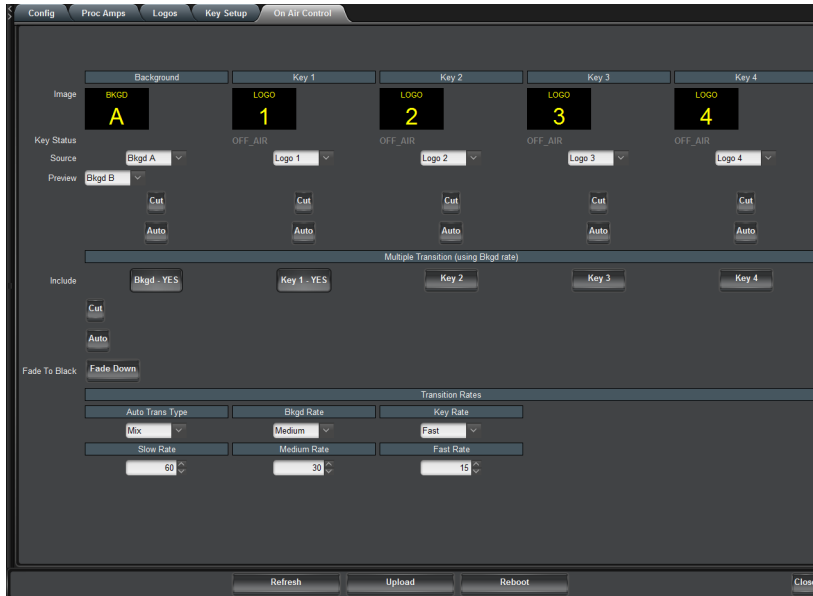 Config Proc Amps Logos Key Setup On Air Control
Background Key 1 Key 2 Key 3 Key 4
Image BKGD LOGO LOGO LOGO LOGO
A 1 2 3 4
Key Status OFF_AIR OFF_AIR OFF_AIR OFF_AIR
Source Bkgd A Logo 1 Logo 2 Logo 3 Logo 4
Preview Bkgd B
Cut Cut Cut Cut Cut
Auto Auto Auto Auto Auto
Multiple Transition (using Bkgd rate)
Include Bkgd - YES Key 1 - YES Key 2 Key 3 Key 4
Cut
Auto
Fade To Black Fade Down
Transition Rates
Auto Trans Type Bkgd Rate Key Rate
Mix Medium Fast
Slow Rate Medium Rate Fast Rate
60 30 15
Refresh Upload Reboot Clos